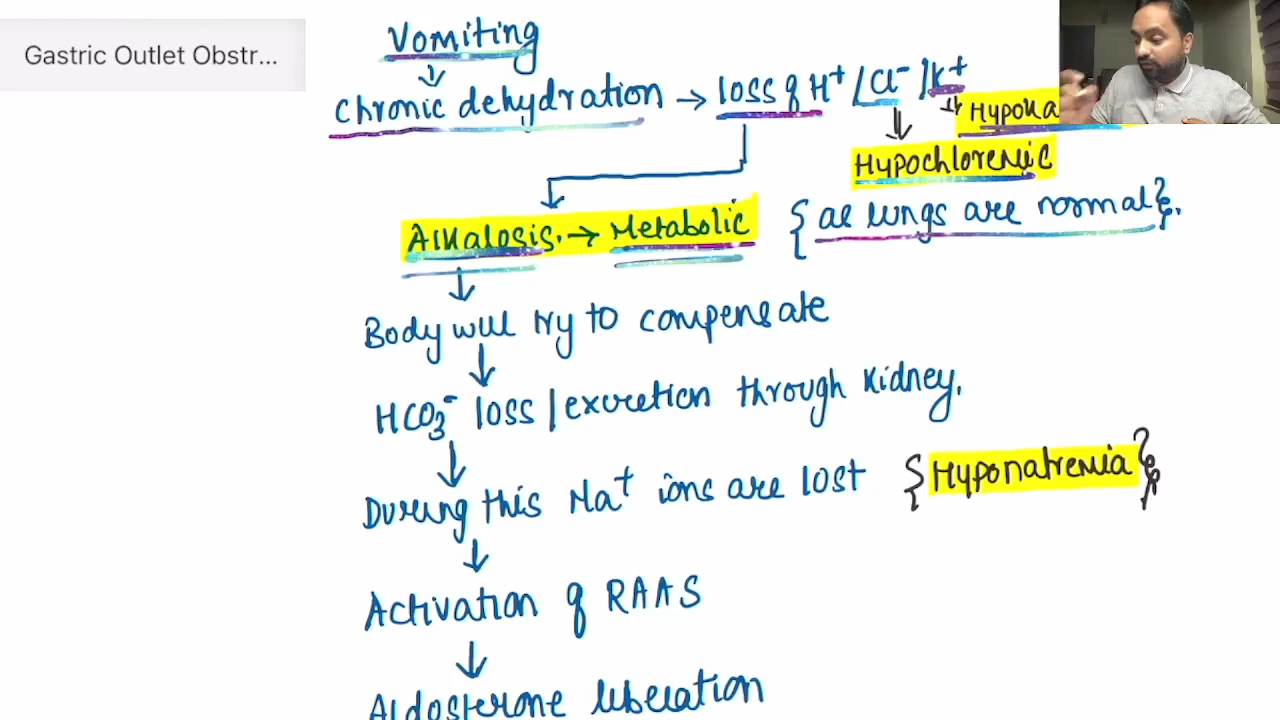 Gastric Outlet Obstr...
Vomiting
Chronic dehydration → loss of H⁺ / Cl⁻ / K⁺
Hypoka
Hypochloremic
Alkalosis. → Metabolic { as lungs are normal }.
Body will try to compensate
HCO₃⁻ loss / excretion through kidney.
During this Na⁺ ions are lost { Hyponatremia }
Activation of RAAS
Aldosterone liberation